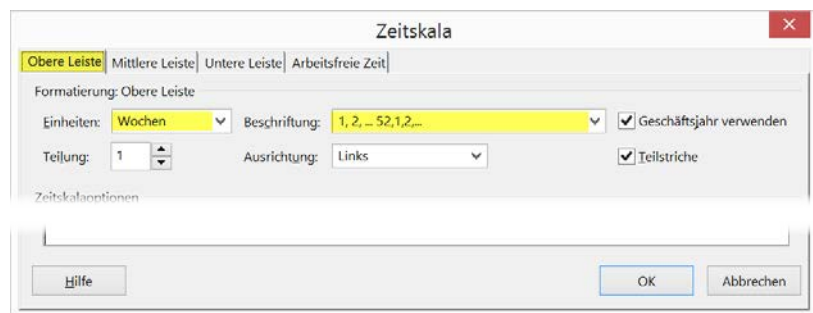 Zeitskala
Obere Leiste Mittlere Leiste Untere Leiste Arbeitsfreie Zeit
Formatierung: Obere Leiste
Einheiten: Wochen Beschriftung: 1, 2, ... 52,1,2,... Geschäftsjahr verwenden
Teilung: 1 Ausrichtung: Links Teilstriche
Zeitskalaoptionen
Hilfe OK Abbrechen